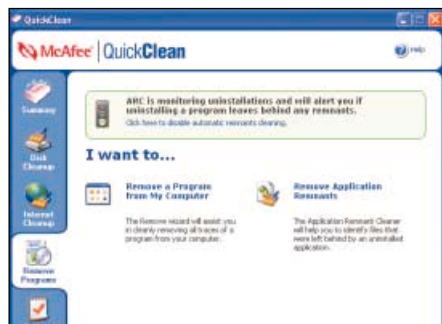 QuickClean
McAfee QuickClean
Help
Summary
ARC is monitoring uninstallations and will alert you if
uninstalling a program leaves behind any remnants.
Click here to disable automatic remnants cleaning.
Disk
Cleanup
I want to...
Internet
Cleanup
Remove a Program
from My Computer
The Remove wizard will assist you
in cleanly removing all traces of a
program from your computer.
Remove Application
Remnants
The Application Remnant Cleaner
will help you to identify files that
were left behind by an uninstalled
application.
Remove
Programs